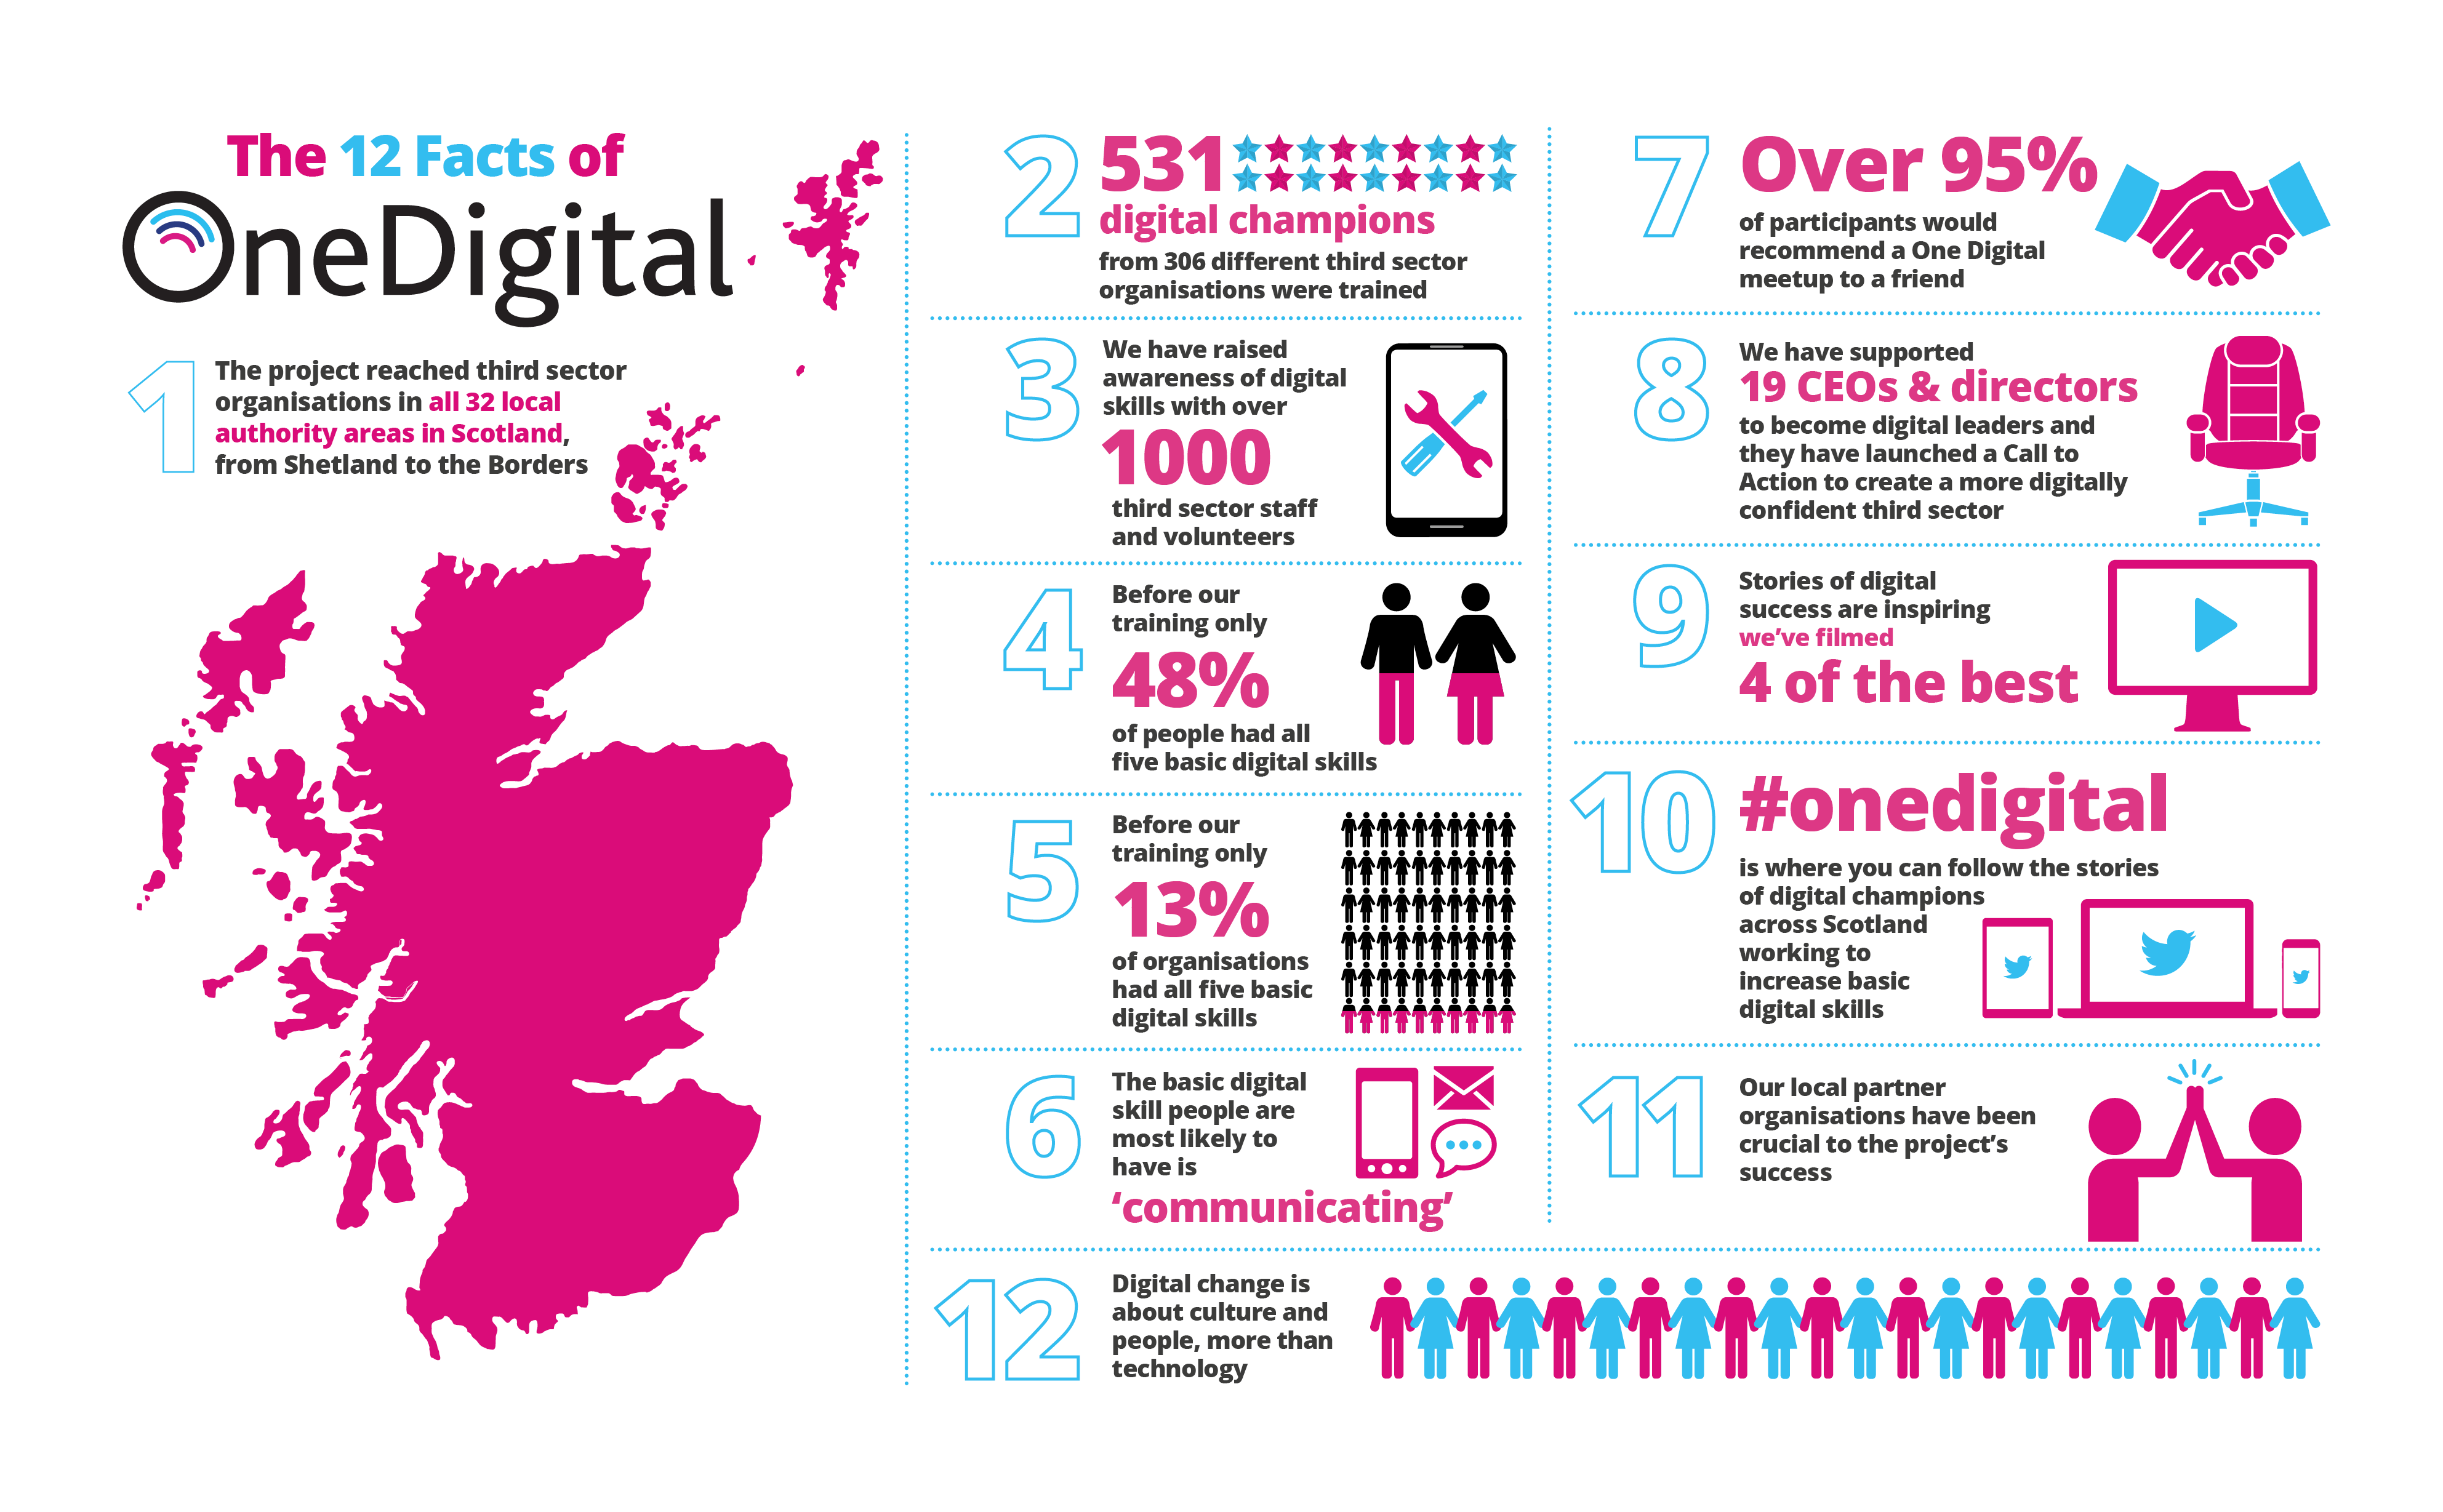 The 12 Facts of
OneDigital
1
The project reached third sector
organisations in all 32 local
authority areas in Scotland,
from Shetland to the Borders
2
531
digital champions
from 306 different third sector
organisations were trained
3
We have raised
awareness of digital
skills with over
1000
third sector staff
and volunteers
4
Before our
training only
48%
of people had all
five basic digital skills
5
Before our
training only
13%
of organisations
had all five basic
digital skills
6
The basic digital
skill people are
most likely to
have is
‘communicating’
7
Over 95%
of participants would
recommend a One Digital
meetup to a friend
8
We have supported
19 CEOs & directors
to become digital leaders and
they have launched a Call to
Action to create a more digitally
confident third sector
9
Stories of digital
success are inspiring
we’ve filmed
4 of the best
10
#onedigital
is where you can follow the stories
of digital champions
across Scotland
working to
increase basic
digital skills
11
Our local partner
organisations have been
crucial to the project’s
success
12
Digital change is
about culture and
people, more than
technology